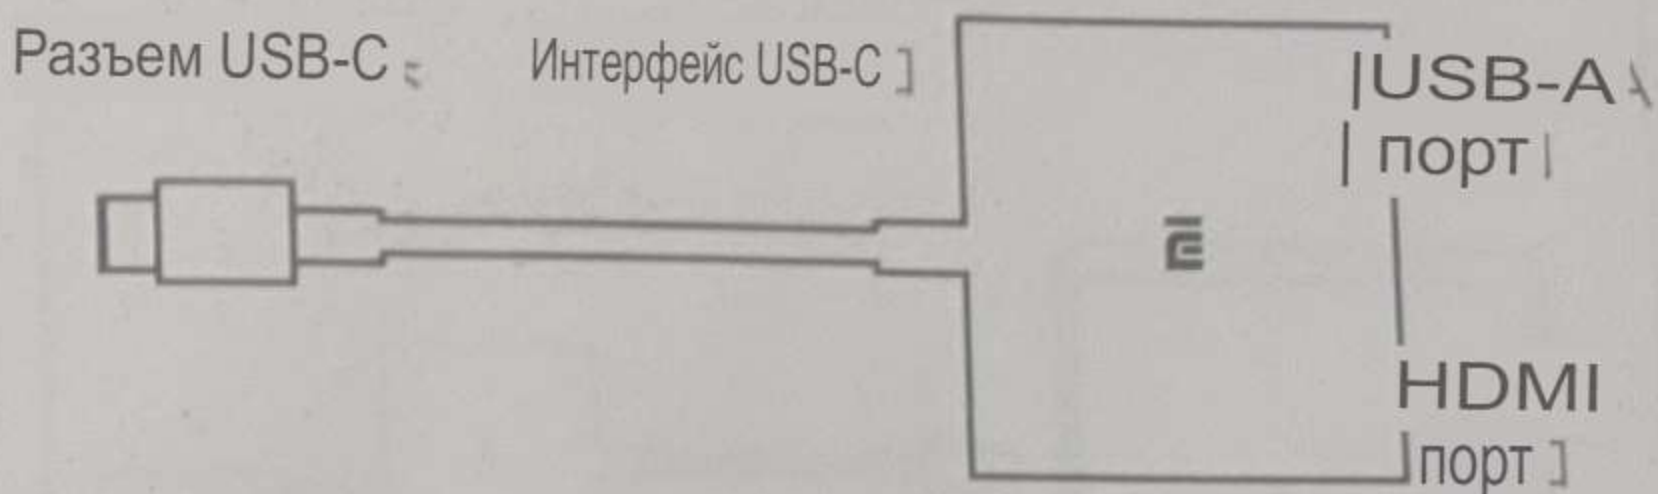 Разъем USB-C
Интерфейс USB-C
USB-A
порт
HDMI
порт